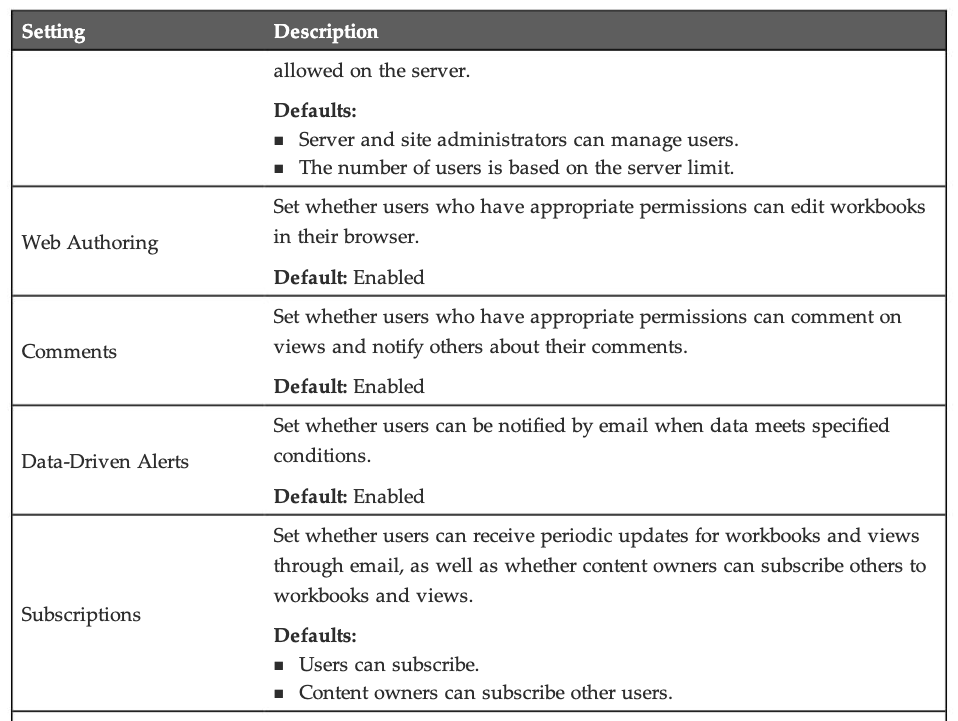 Setting Description
allowed on the server.
Defaults:
■ Server and site administrators can manage users.
■ The number of users is based on the server limit.
Web Authoring
Set whether users who have appropriate permissions can edit workbooks
in their browser.
Default: Enabled
Comments
Set whether users who have appropriate permissions can comment on
views and notify others about their comments.
Default: Enabled
Data-Driven Alerts
Set whether users can be notified by email when data meets specified
conditions.
Default: Enabled
Subscriptions
Set whether users can receive periodic updates for workbooks and views
through email, as well as whether content owners can subscribe others to
workbooks and views.
Defaults:
■ Users can subscribe.
■ Content owners can subscribe other users.